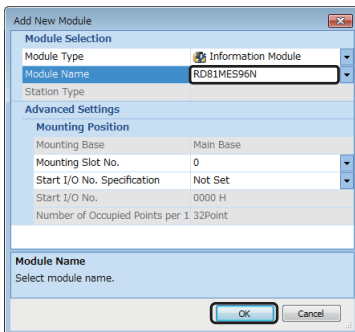 Add New Module
Module Selection
Module Type Information Module
Module Name RD81MES96N
Station Type
Advanced Settings
Mounting Position
Mounting Base Main Base
Mounting Slot No. 0
Start I/O No. Specification Not Set
Start I/O No. 0000 H
Number of Occupied Points per 1 32Point
Module Name
Select module name.
OK Cancel